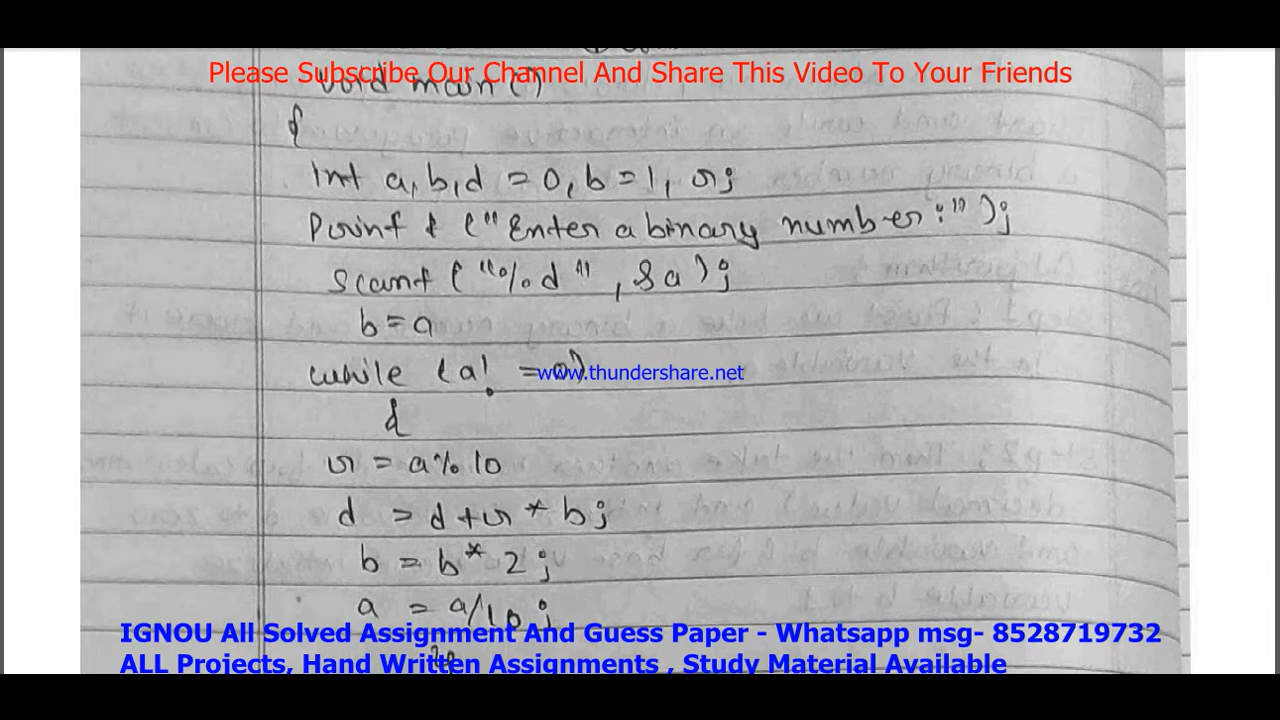 Please Subscribe Our Channel And Share This Video To Your Friends
void main()
{
int a, b, d = 0, b = 1, r;
Printf ("Enter a binary number :");
Scanf ("%d", &a);
b = a
while (a! = 0)
www.thundershare.net
{
r = a% 10
d = d + r * b;
b = b* 2;
a = a/10;
IGNOU All Solved Assignment And Guess Paper - Whatsapp msg- 8528719732
ALL Projects, Hand Written Assignments , Study Material Available